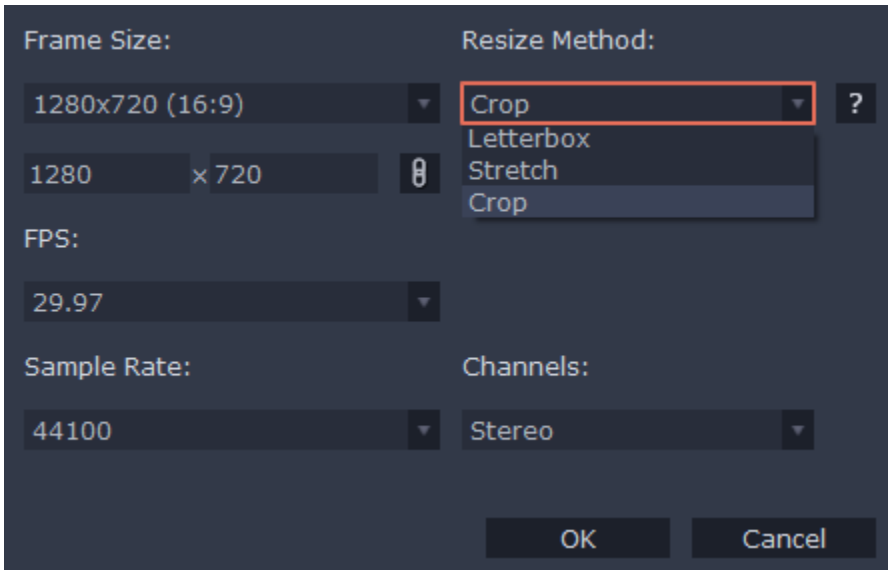 Frame Size:
Resize Method:
1280x720 (16:9)
Crop
?
Letterbox
Stretch
Crop
1280 x 720
FPS:
29.97
Sample Rate:
Channels:
44100
Stereo
OK
Cancel